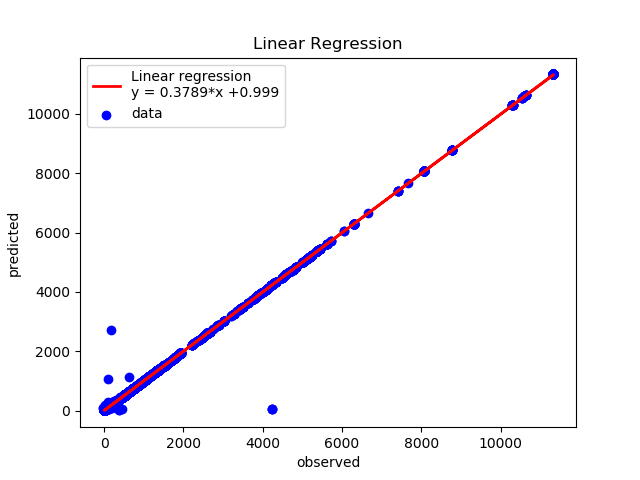 Linear Regression
Linear regression
y = 0.3789*x +0.999
data
10000
8000
6000
4000
2000
0
predicted
0 2000 4000 6000 8000 10000
observed